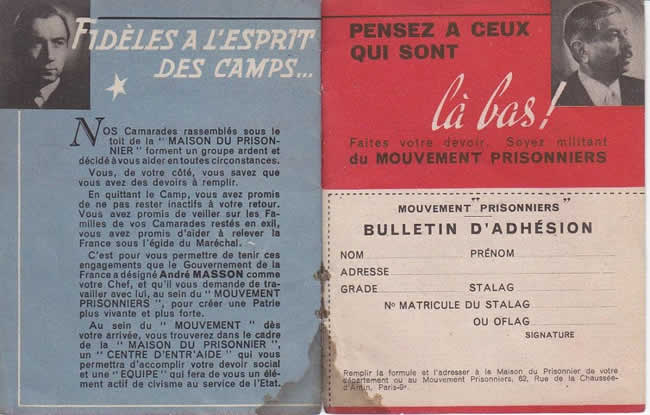 FIDÈLES A L'ESPRIT
DES CAMPS...
NOS Camarades rassemblés sous le
toit de la " MAISON DU PRISON-
NIER " forment un groupe ardent et
décidé à vous aider en toutes circonstances.
Vous, de votre côté, vous savez que
vous avez des devoirs à remplir.
En quittant le Camp, vous avez promis
de ne pas rester inactifs à votre retour.
Vous avez promis de veiller sur les Fa-
milles de vos Camarades restés en exil,
vous avez promis d'aider à relever la
France sous l'égida du Maréchal.
C'est pour vous permettre de tenir ces
engagements que le Gouvernement de
la France a désigné André MASSON comme
votre Chef, et qu'il vous demande de tra-
vailler avec lui, au sein du " MOUVEMENT
PRISONNIERS ", pour créer une Patrie
plus vivante et plus forte.
Au sein du " MOUVEMENT " dès
votre arrivée, vous trouverez dans le cadre
de la " MAISON DU PRISONNIER ",
un " CENTRE D'ENTR'AIDE " qui vous
permettra d'accomplir votre devoir social
et une " EQUIPE " qui fera de vous un élé-
ment actif de civisme au service de l'Etat.
PENSEZ A CEUX
QUI SONT
là bas!
Faites votre devoir. Soyez militant
du MOUVEMENT PRISONNIERS
MOUVEMENT " PRISONNIERS "
BULLETIN D'ADHÉSION
NOM PRÉNOM
ADRESSE
GRADE STALAG
No MATRICULE DU STALAG
OU OFLAG
SIGNATURE
Remplir la formule et l'adresser à la Maison du Prisonnier de votre
département ou au Mouvement Prisonniers, 62, Rue de la Chaussée-
d'Antin, Paris-9e